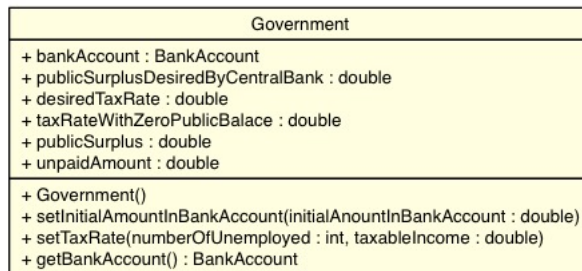 Government
+ bankAccount : BankAccount
+ publicSurplusDesiredByCentralBank : double
+ desiredTaxRate : double
+ taxRateWithZeroPublicBalace : double
+ publicSurplus : double
+ unpaidAmount : double
+ Government()
+ setInitialAmountInBankAccount(initialAnountInBankAccount : double)
+ setTaxRate(numberOfUnemployed : int, taxableIncome : double)
+ getBankAccount() : BankAccount